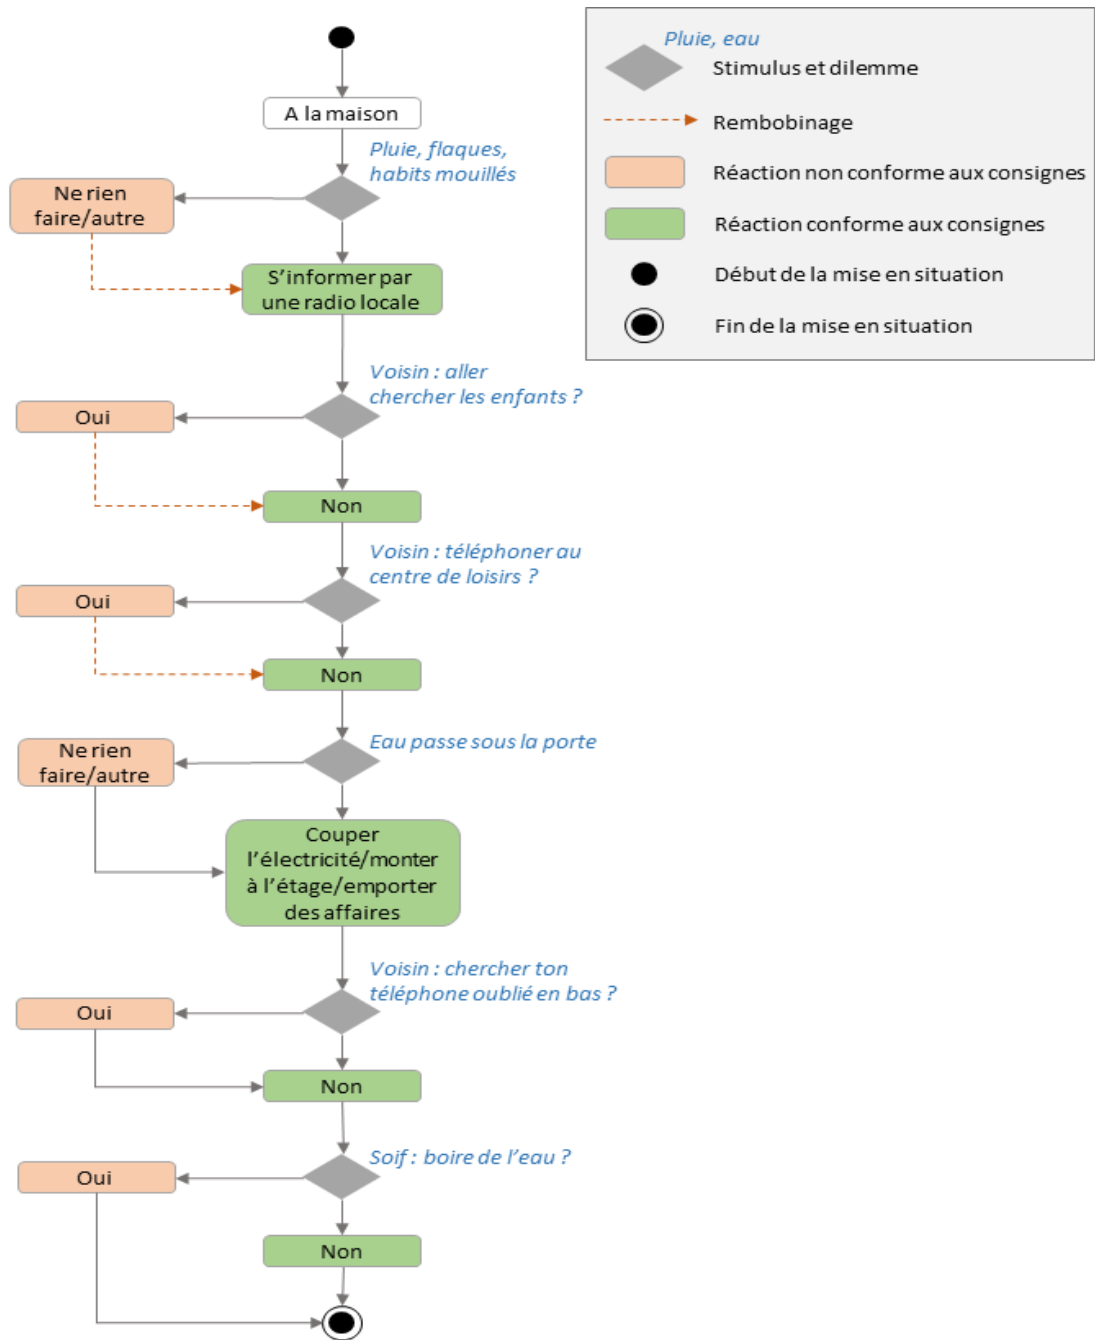 A la maison
Pluie, flaques,
habits mouillés
Ne rien
faire/autre
S'informer par
une radio locale
Voisin : aller
chercher les enfants ?
Oui
Non
Voisin : téléphoner au
centre de loisirs ?
Oui
Non
Eau passe sous la porte
Ne rien
faire/autre
Couper
l'électricité/monter
à l'étage/emporter
des affaires
Voisin : chercher ton
téléphone oublié en bas ?
Oui
Non
Soif : boire de l'eau ?
Oui
Non
Pluie, eau
Stimulus et dilemme
Rembobinage
Réaction non conforme aux consignes
Réaction conforme aux consignes
Début de la mise en situation
Fin de la mise en situation